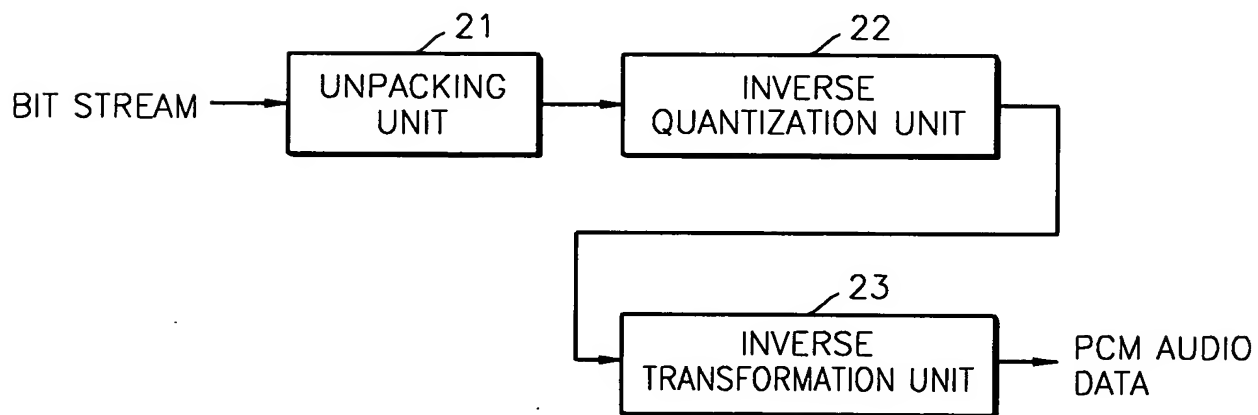 21
22
BIT STREAM
UNPACKING
UNIT
INVERSE
QUANTIZATION UNIT
23
INVERSE
TRANSFORMATION UNIT
PCM AUDIO
DATA